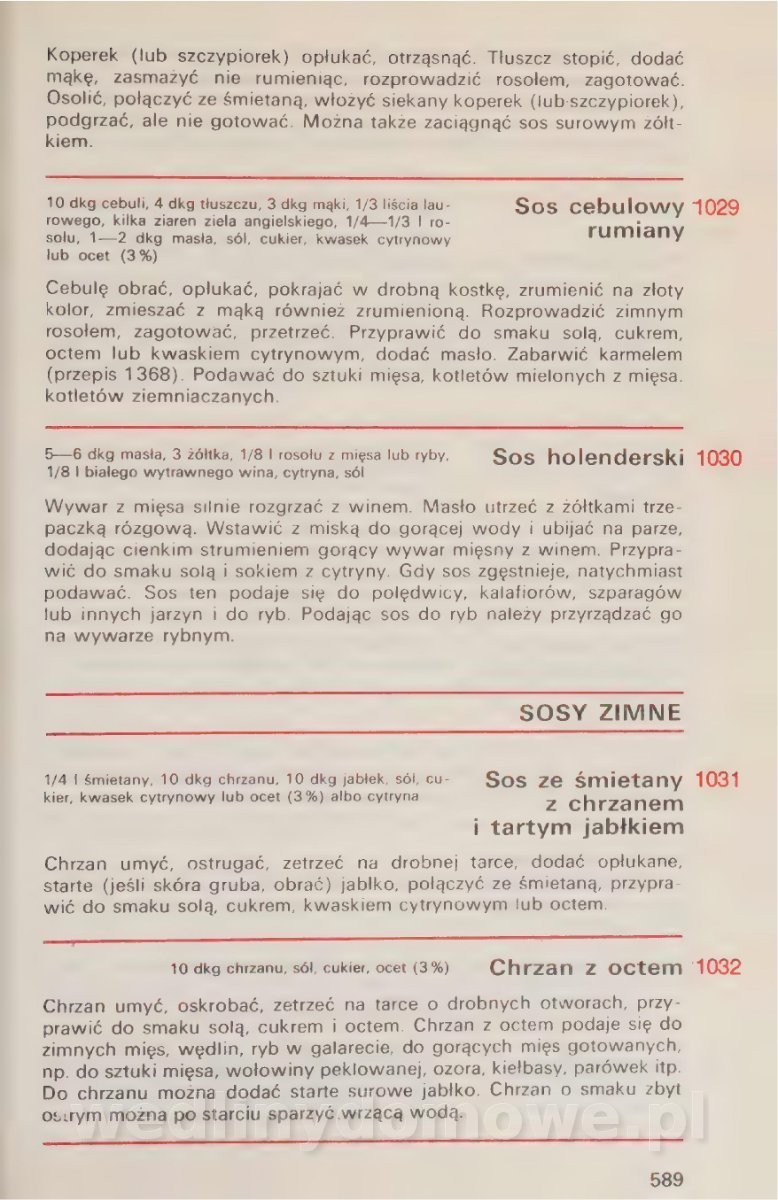 Koperek (lub szczypiorek) opłukać, otrząsnąć. Tłuszcz stopić, dodać
mąkę, zasmażyć nie rumieniąc, rozprowadzić rosołem, zagotować.
Osolić, połączyć ze śmietaną, włożyć siekany koperek (lub szczypiorek),
podgrzać, ale nie gotować. Można także zaciągnąć sos surowym żółt-
kiem.
10 dkg cebuli, 4 dkg tłuszczu, 3 dkg mąki, 1/3 liścia lau-
rowego, kilka ziaren ziela angielskiego, 1/4—1/3 l ro-
sołu, 1—2 dkg masła, sól, cukier, kwasek cytrynowy
lub ocet (3%)
Sos cebulowy 1029
rumiany
Cebulę obrać, opłukać, pokrajać w drobną kostkę, zrumienić na złoty
kolor, zmieszać z mąką również zrumienioną. Rozprowadzić zimnym
rosołem, zagotować, przetrzeć. Przyprawić do smaku solą, cukrem,
octem lub kwaskiem cytrynowym, dodać masło. Zabarwić karmelem
(przepis 1368). Podawać do sztuki mięsa, kotletów mielonych z mięsa.
kotletów ziemniaczanych.
5—6 dkg masła, 3 żółtka, 1/8 l rosołu z mięsa lub ryby,
1/8 l białego wytrawnego wina, cytryna, sól
Sos holenderski 1030
Wywar z mięsa silnie rozgrzać z winem. Masło utrzeć z żółtkami trze-
paczką rózgową. Wstawić z miską do gorącej wody i ubijać na parze,
dodając cienkim strumieniem gorący wywar mięsny z winem. Przypra-
wić do smaku solą i sokiem z cytryny. Gdy sos zgęstnieje, natychmiast
podawać. Sos ten podaje się do polędwicy, kalafiorów, szparagów
lub innych jarzyn i do ryb. Podając sos do ryb należy przyrządzać go
na wywarze rybnym.
SOSY ZIMNE
1/4 l śmietany, 10 dkg chrzanu, 10 dkg jabłek, sól, cu-
kier, kwasek cytrynowy lub ocet (3%) albo cytryna
Sos ze śmietany 1031
z chrzanem
i tartym jabłkiem
Chrzan umyć, ostrugać, zetrzeć na drobnej tarce, dodać opłukane,
starte (jeśli skóra gruba, obrać) jabłko, połączyć ze śmietaną, przypra-
wić do smaku solą, cukrem, kwaskiem cytrynowym lub octem.
10 dkg chrzanu, sól, cukier, ocet (3%)
Chrzan z octem 1032
Chrzan umyć, oskrobać, zetrzeć na tarce o drobnych otworach, przy-
prawić do smaku solą, cukrem i octem. Chrzan z octem podaje się do
zimnych mięs, wędlin, ryb w galarecie, do gorących mięs gotowanych,
np. do sztuki mięsa, wołowiny peklowanej, ozora, kiełbasy, parówek itp.
Do chrzanu można dodać starte surowe jabłko. Chrzan o smaku zbyt
ostrym można po starciu sparzyć wrzącą wodą.
wedlinydomowe.pl
589